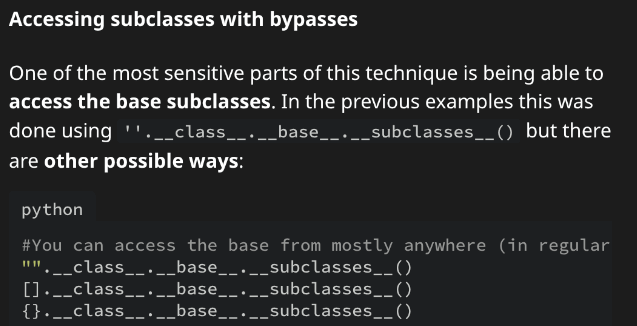 Accessing subclasses with bypasses
One of the most sensitive parts of this technique is being able to
access the base subclasses. In the previous examples this was
done using ''.__class__.__base__.__subclasses__() but there
are other possible ways:
python
#You can access the base from mostly anywhere (in regular
"".__class__.__base__.__subclasses__()
[].__class__.__base__.__subclasses__()
{}.__class__.__base__.__subclasses__()